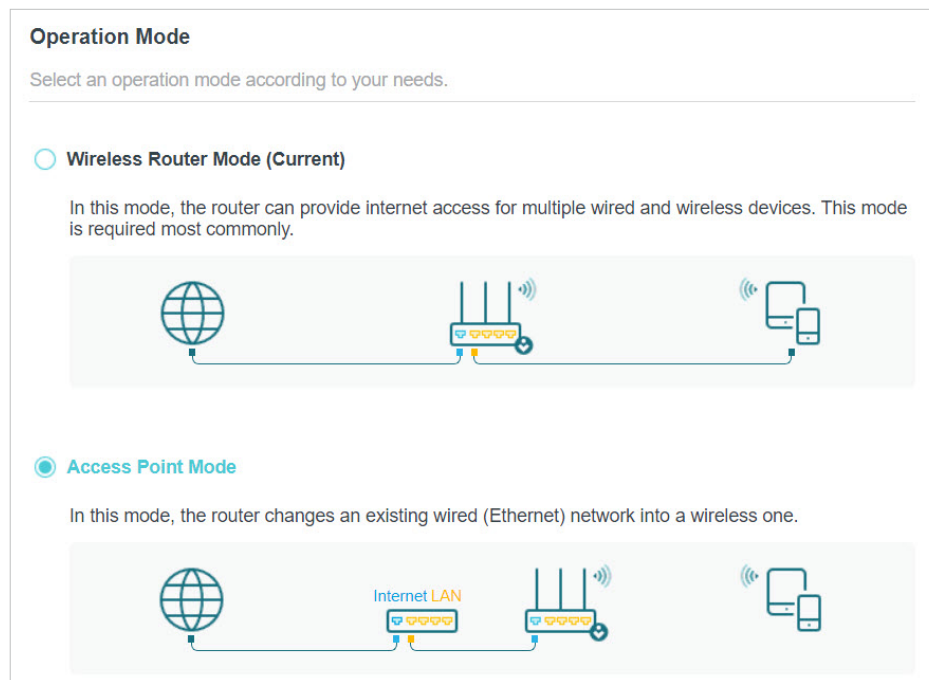 Operation Mode
Select an operation mode according to your needs.
Wireless Router Mode (Current)
In this mode, the router can provide internet access for multiple wired and wireless devices. This mode
is required most commonly.
Access Point Mode
In this mode, the router changes an existing wired (Ethernet) network into a wireless one.
Internet LAN